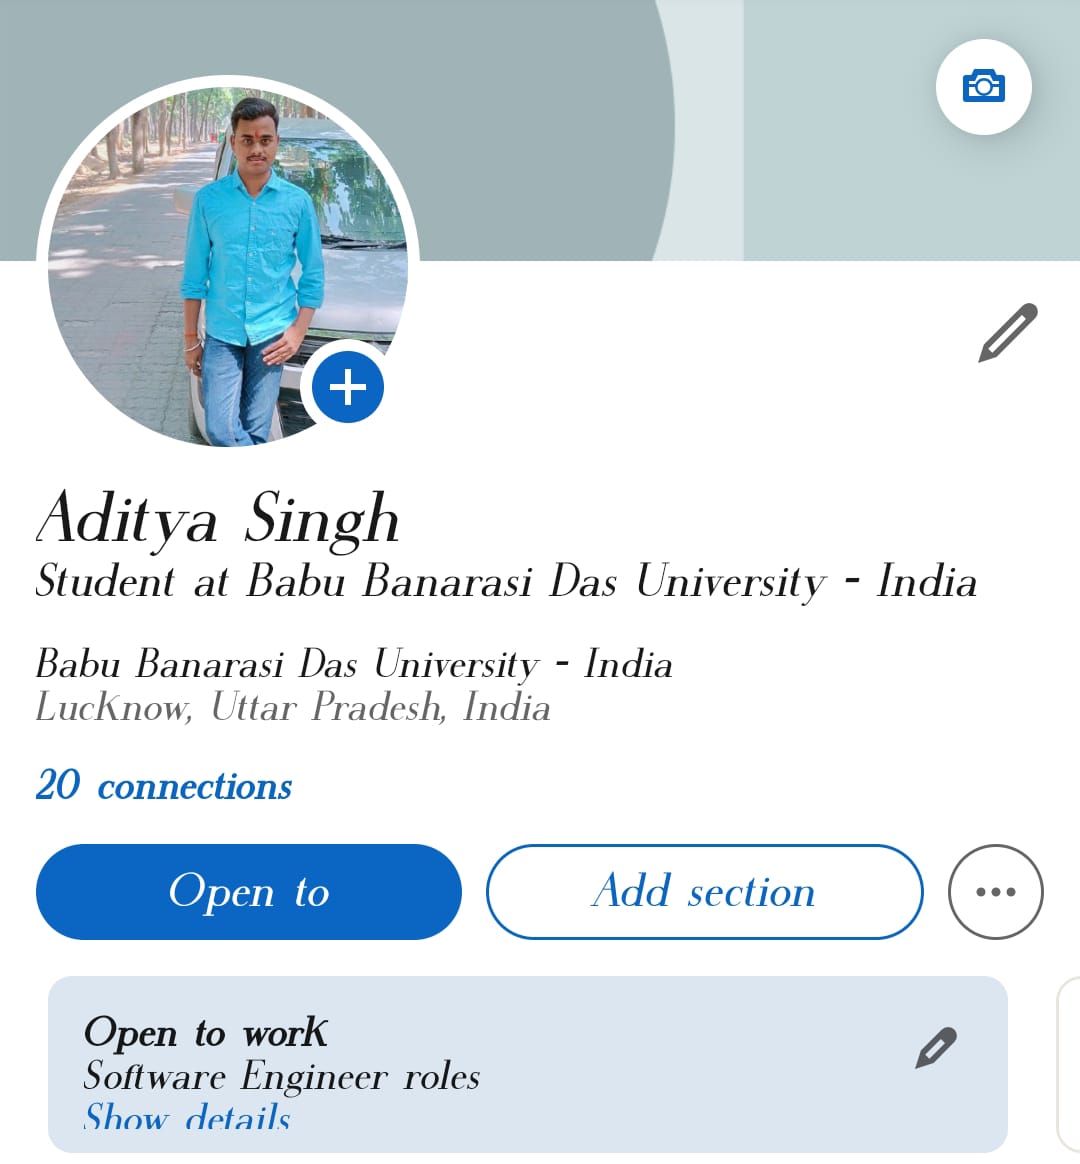 Aditya Singh
Student at Babu Banarasi Das University - India
Babu Banarasi Das University - India
Lucknow, Uttar Pradesh, India
20 connections
Open to
Add section
Open to work
Software Engineer roles
Show details